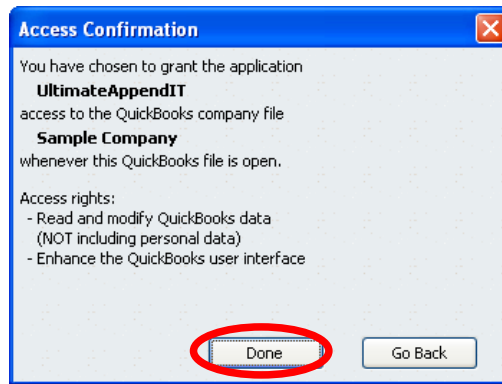 Access Confirmation
You have chosen to grant the application
UltimateAppendIT
access to the QuickBooks company file
Sample Company
whenever this QuickBooks file is open.
Access rights:
- Read and modify QuickBooks data
(NOT including personal data)
- Enhance the QuickBooks user interface
Done
Go Back